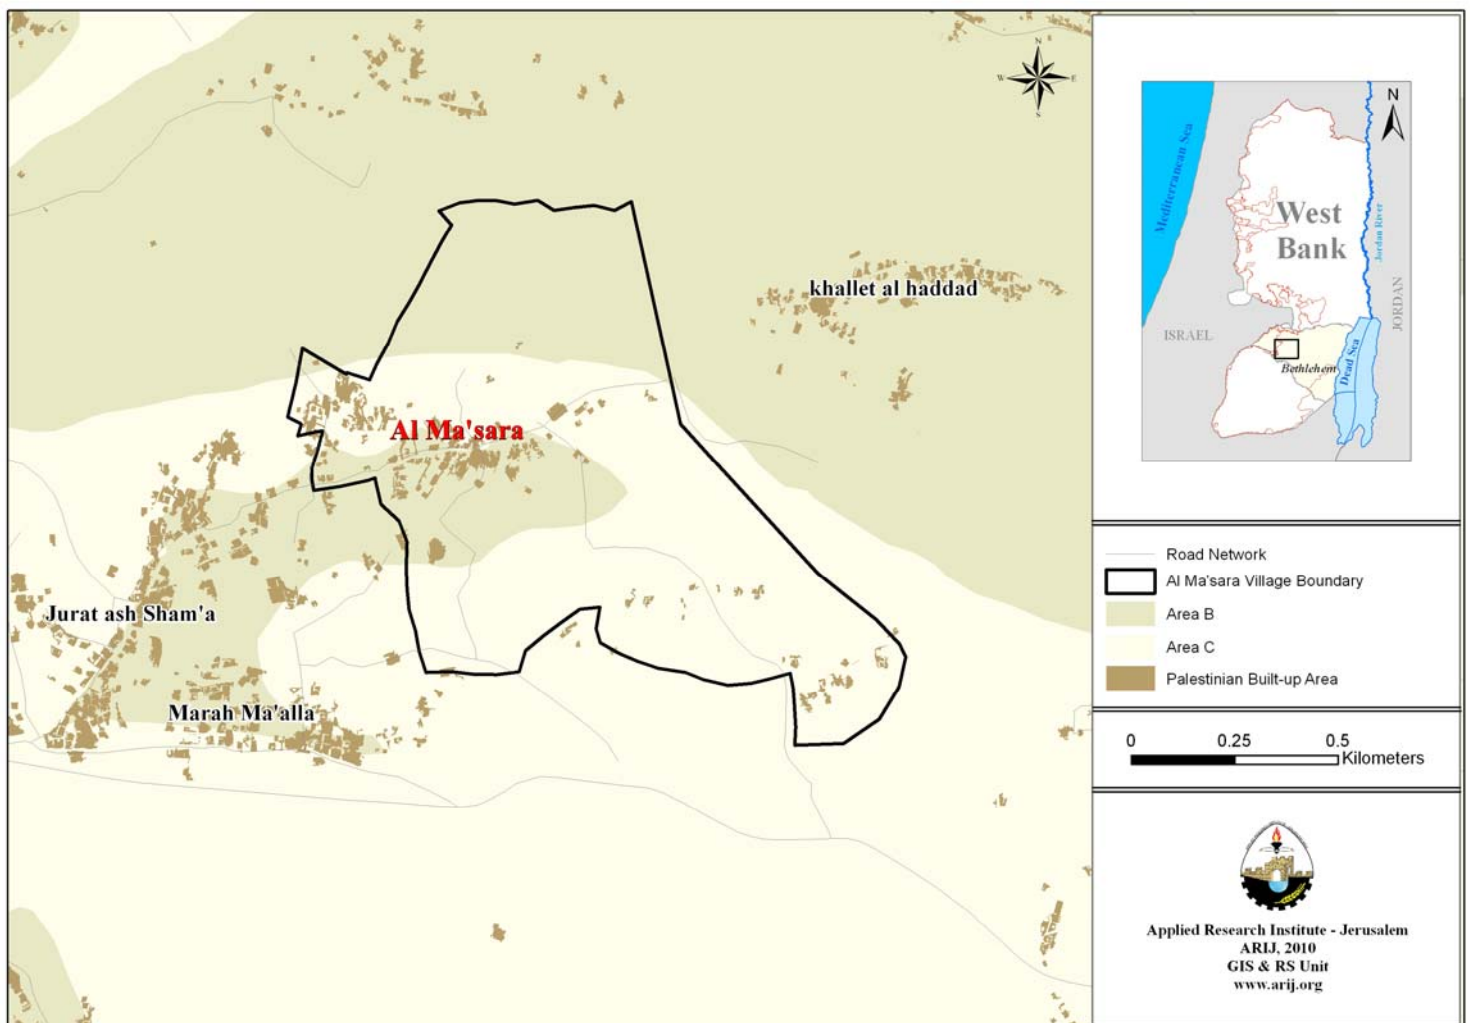 N
W
E
S
khallet al haddad
Al Ma'sara
Jurat ash Sham'a
Marah Ma'alla
N
Mediterranean Sea
West
Bank
Jordan River
JORDAN
ISRAEL
Dead Sea
Bethlehem
Road Network
Al Ma'sara Village Boundary
Area B
Area C
Palestinian Built-up Area
0 0.25 0.5
Kilometers
Applied Research Institute - Jerusalem
ARIJ, 2010
GIS & RS Unit
www.arij.org